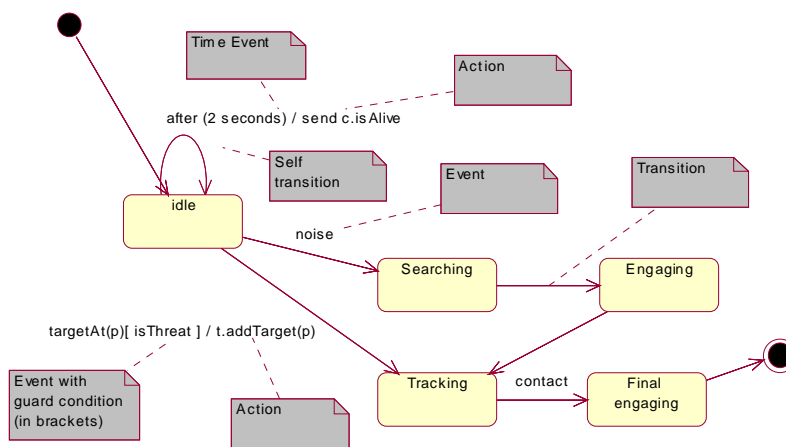 Time Event
Action
after (2 seconds) / send c.isAlive
Self
transition
Event
Transition
idle
noise
Searching
Engaging
targetAt(p)[ isThreat ] / t.addTarget(p)
Event with
guard condition
(in brackets)
Action
Tracking
contact
Final
engaging